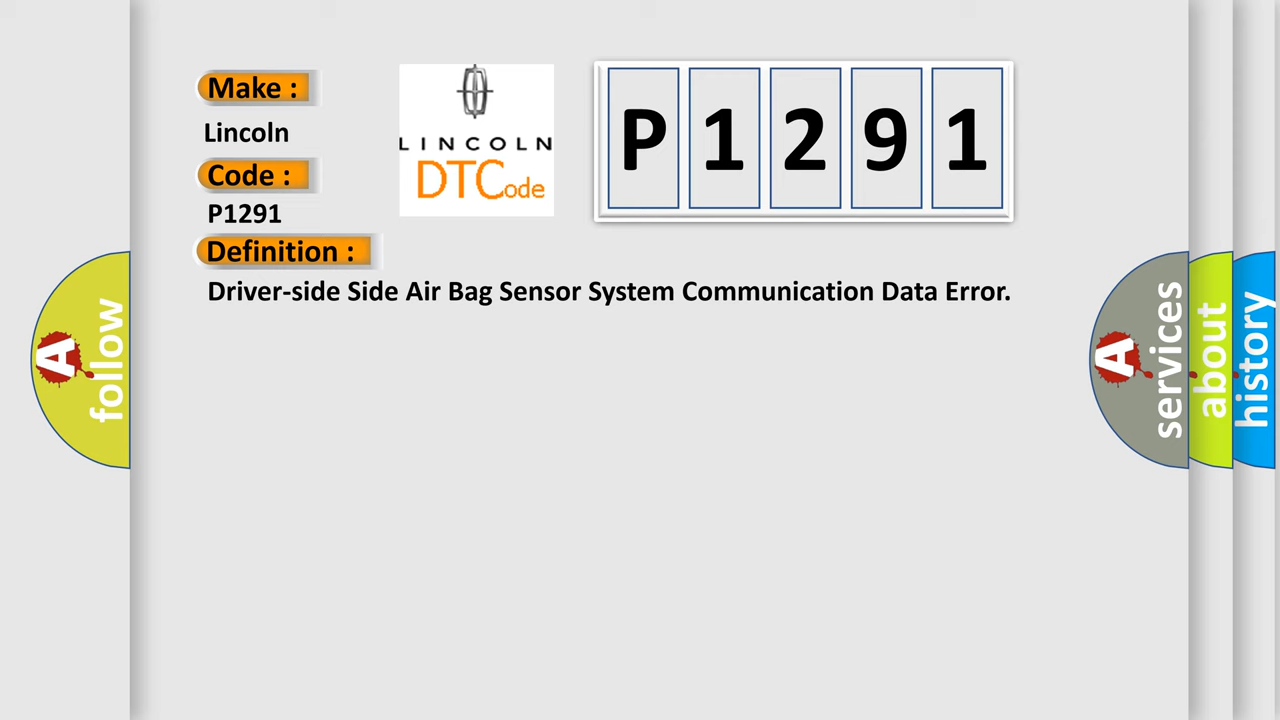 Make :
Lincoln
Code :
P1291
Definition :
Driver-side Side Air Bag Sensor System Communication Data Error.
LINCOLN
DTCode
P 1 2 9 1
A
follow
A
services
about
history